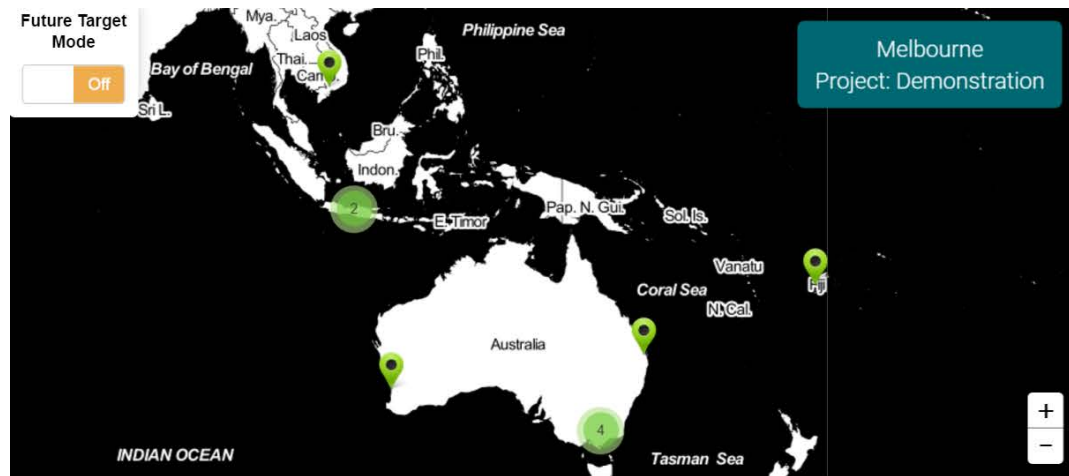 Future Target
Mode
Off
Melbourne
Project: Demonstration
Mya.
Laos
Philippine Sea
Thai.
Phil.
Bay of Bengal
Sri L.
Bru.
Indon.
2
E. Timor
Pap. N. Gui.
Sol. Is.
Vanatu
Fiji
Coral Sea
N. Cal.
Australia
4
INDIAN OCEAN
Tasman Sea
+
−